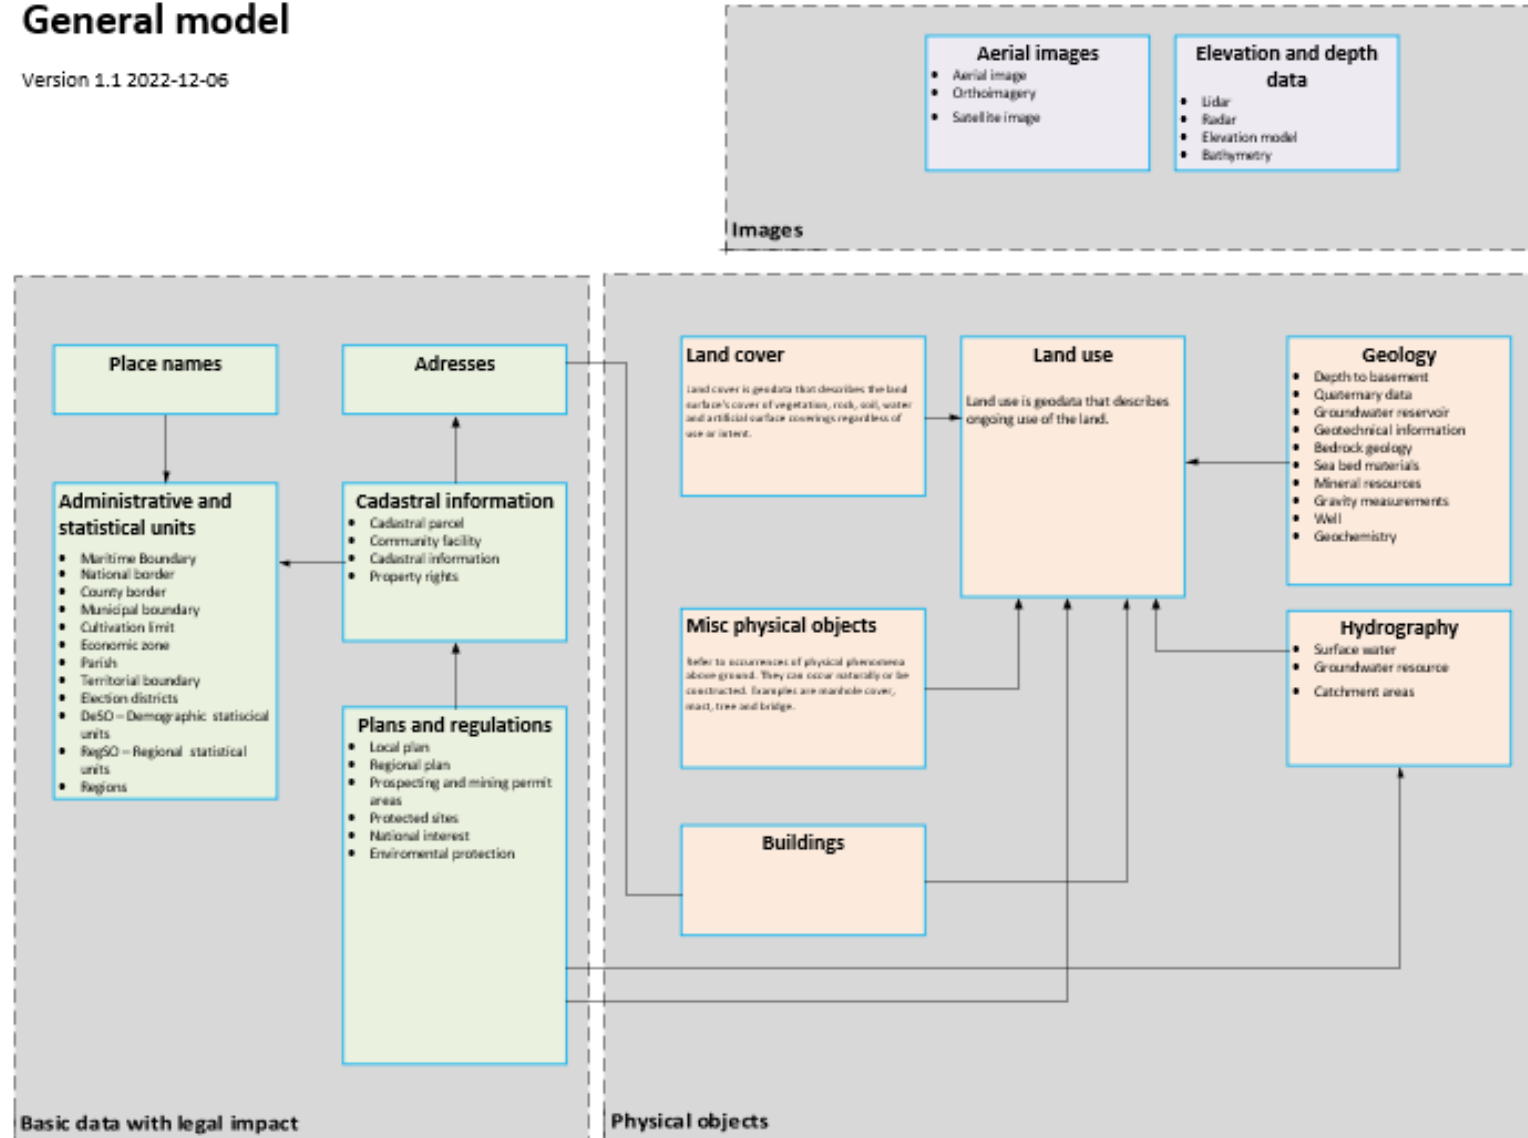 General model
Version 1.1 2022-12-06
Aerial images
• Aerial image
• Orthoimagery
• Satellite image
Elevation and depth
data
• Lidar
• Radar
• Elevation model
• Bathymetry
Images
Place names
Adresses
Administrative and
statistical units
• Maritime Boundary
• National border
• County border
• Municipal boundary
• Cultivation limit
• Economic zone
• Parish
• Territorial boundary
• Election districts
• DeSO – Demographic statiscical
units
• RegSO – Regional statistical
units
• Regions
Cadastral information
• Cadastral parcel
• Community facility
• Cadastral information
• Property rights
Plans and regulations
• Local plan
• Regional plan
• Prospecting and mining permit
areas
• Protected sites
• National interest
• Enviromental protection
Basic data with legal impact
Land cover
Land cover is geodata that describes the land
surface's cover of vegetation, rock, soil, water
and artificial surface coverings regardless of
use or intent.
Land use
Land use is geodata that describes
ongoing use of the land.
Geology
• Depth to basement
• Quaternary data
• Groundwater reservoir
• Geotechnical information
• Bedrock geology
• Sea bed materials
• Mineral resources
• Gravity measurements
• Well
• Geochemistry
Misc physical objects
Refer to occurrences of physical phenomena
above ground. They can occur naturally or be
constructed. Examples are manhole cover,
mast, tree and bridge.
Hydrography
• Surface water
• Groundwater resource
• Catchment areas
Buildings
Physical objects